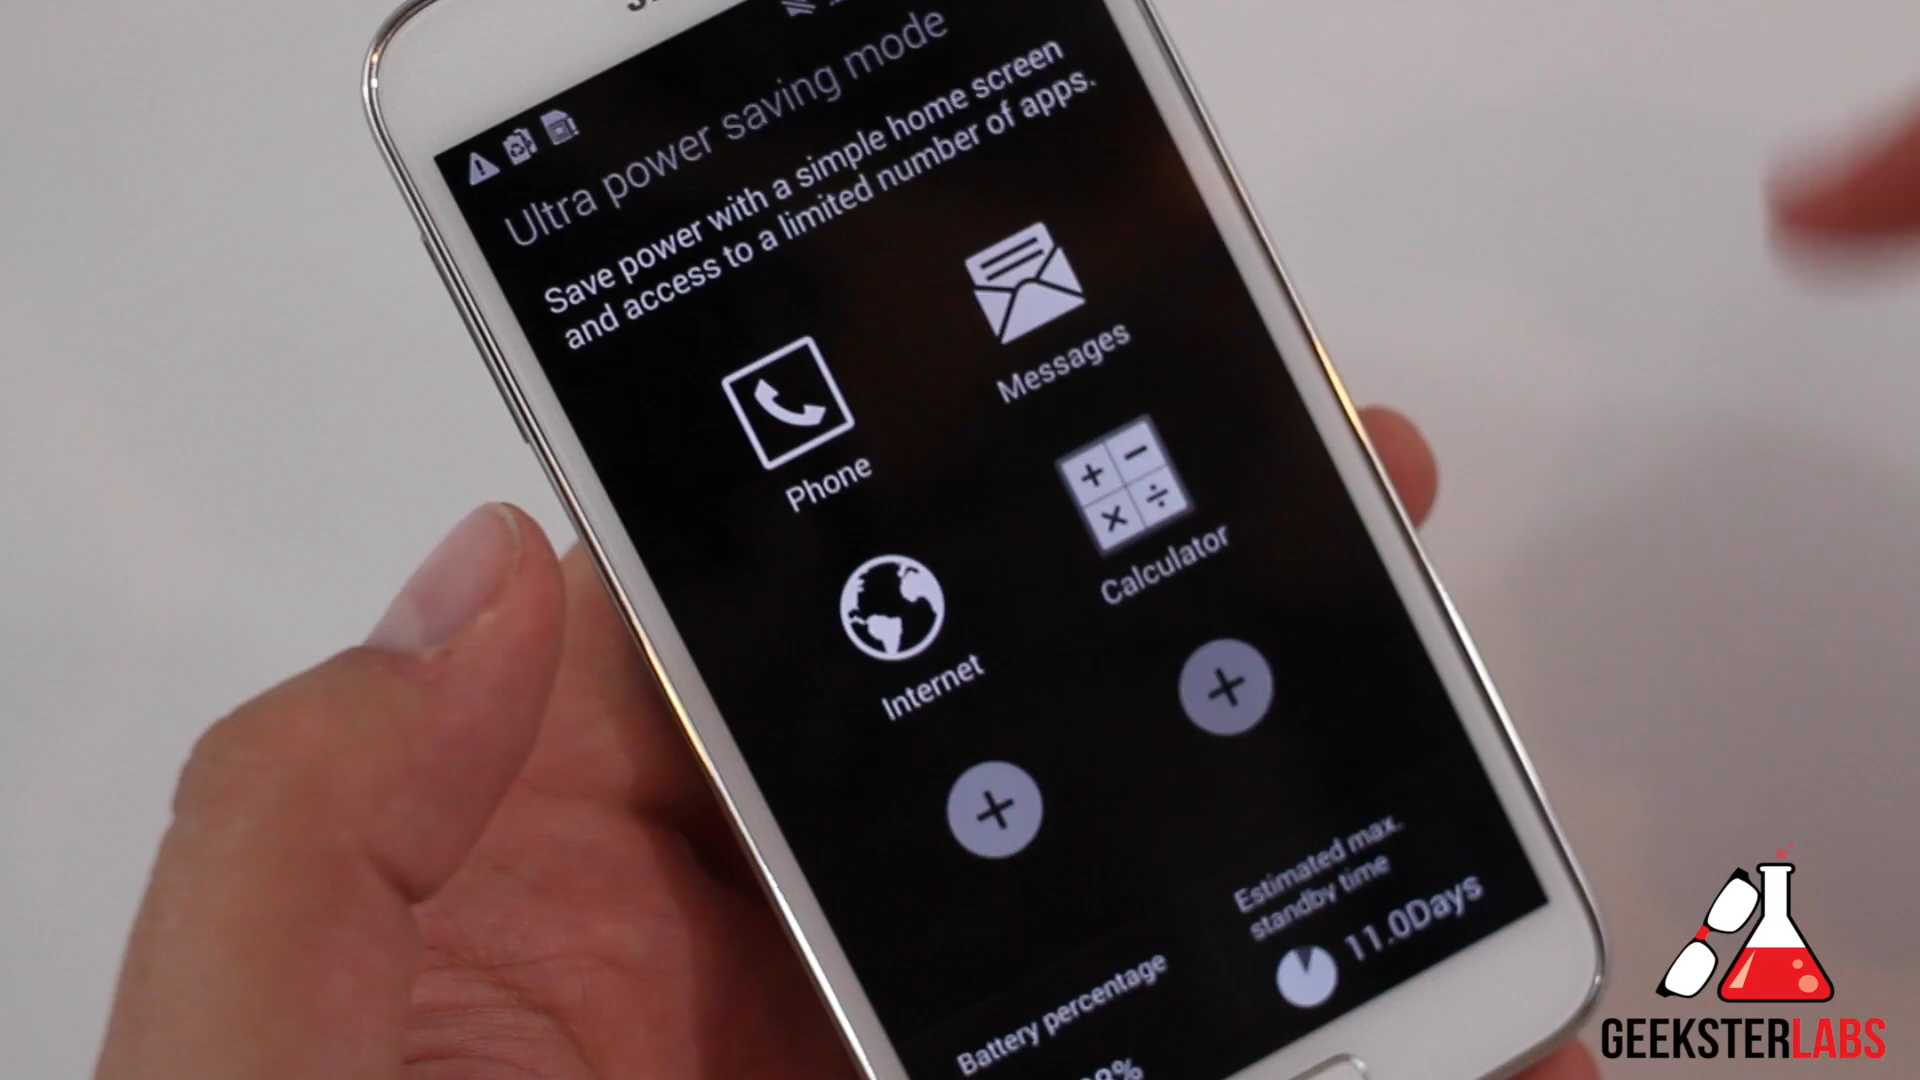 Ultra power saving mode
Save power with a simple home screen
and access to a limited number of apps.
Phone
Messages
Internet
Calculator
Estimated max.
standby time
11.0Days
Battery percentage
GEEKSTERLABS